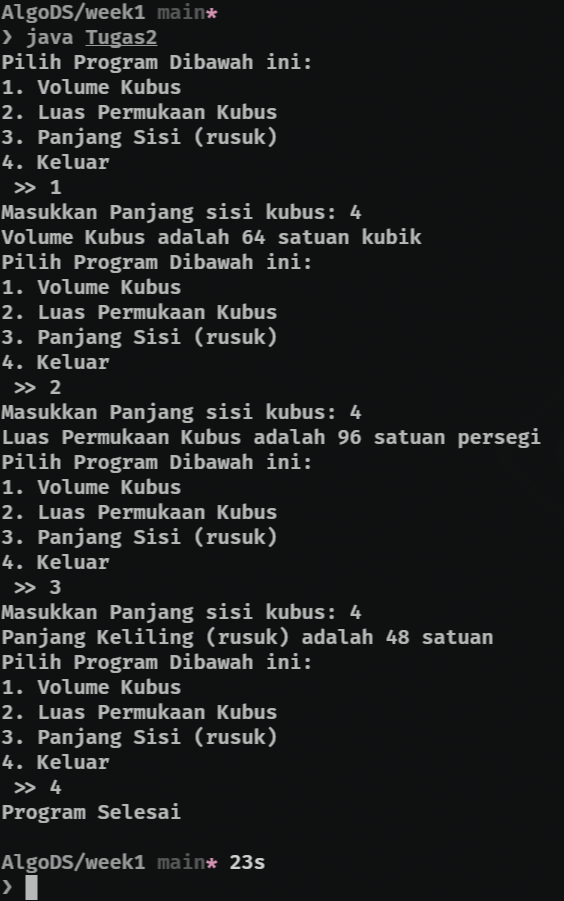 AlgoDS/week1 main*
❯ java Tugas2
Pilih Program Dibawah ini:
1. Volume Kubus
2. Luas Permukaan Kubus
3. Panjang Sisi (rusuk)
4. Keluar
>> 1
Masukkan Panjang sisi kubus: 4
Volume Kubus adalah 64 satuan kubik
Pilih Program Dibawah ini:
1. Volume Kubus
2. Luas Permukaan Kubus
3. Panjang Sisi (rusuk)
4. Keluar
>> 2
Masukkan Panjang sisi kubus: 4
Luas Permukaan Kubus adalah 96 satuan persegi
Pilih Program Dibawah ini:
1. Volume Kubus
2. Luas Permukaan Kubus
3. Panjang Sisi (rusuk)
4. Keluar
>> 3
Masukkan Panjang sisi kubus: 4
Panjang Keliling (rusuk) adalah 48 satuan
Pilih Program Dibawah ini:
1. Volume Kubus
2. Luas Permukaan Kubus
3. Panjang Sisi (rusuk)
4. Keluar
>> 4
Program Selesai
AlgoDS/week1 main* 23s
❯